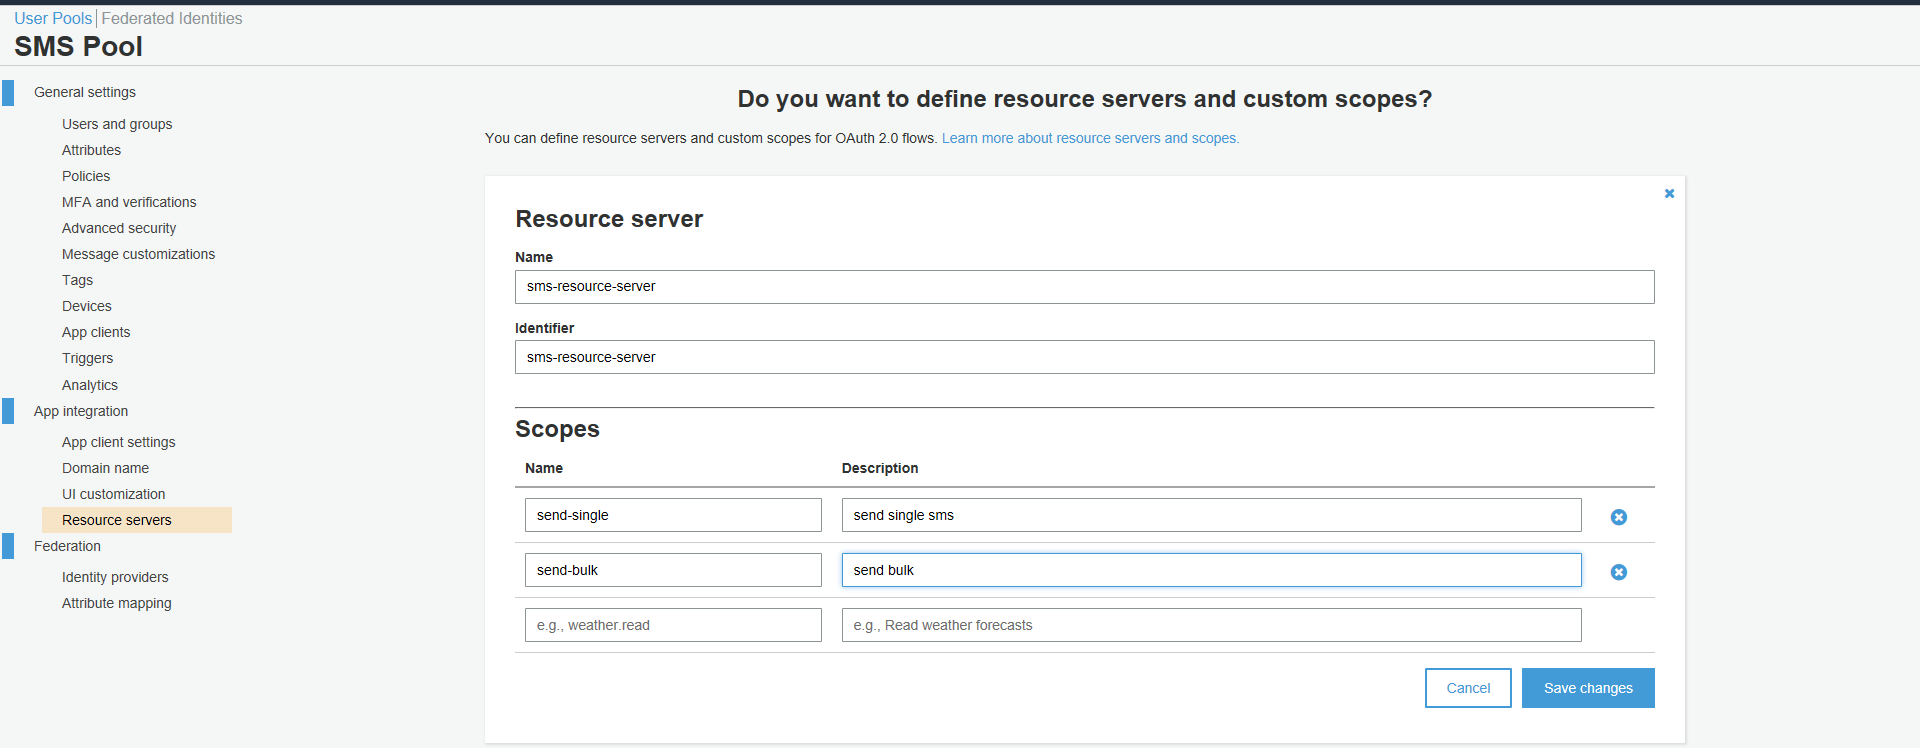 User Pools | Federated Identities
SMS Pool
General settings
Users and groups
Attributes
Policies
MFA and verifications
Advanced security
Message customizations
Tags
Devices
App clients
Triggers
Analytics
App integration
App client settings
Domain name
UI customization
Resource servers
Federation
Identity providers
Attribute mapping
Do you want to define resource servers and custom scopes?
You can define resource servers and custom scopes for OAuth 2.0 flows. Learn more about resource servers and scopes.
Resource server
Name
sms-resource-server
Identifier
sms-resource-server
Scopes
Name Description
send-single send single sms
send-bulk send bulk
e.g., weather.read e.g., Read weather forecasts
Cancel Save changes